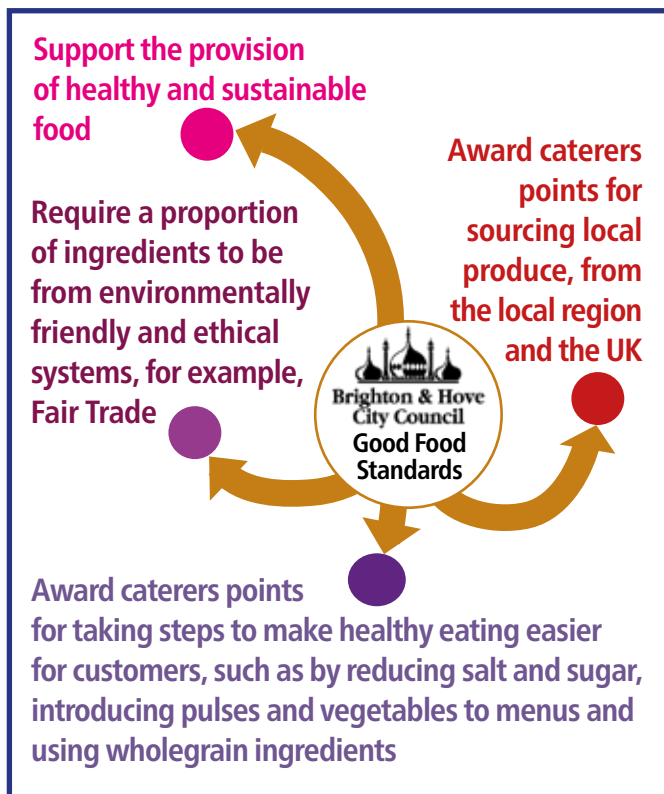 Support the provision
of healthy and sustainable
food
Award caterers
points for
sourcing local
produce, from
the local region
and the UK
Require a proportion
of ingredients to be
from environmentally
friendly and ethical
systems, for example,
Fair Trade
Brighton & Hove
City Council
Good Food
Standards
Award caterers points
for taking steps to make healthy eating easier
for customers, such as by reducing salt and sugar,
introducing pulses and vegetables to menus and
using wholegrain ingredients